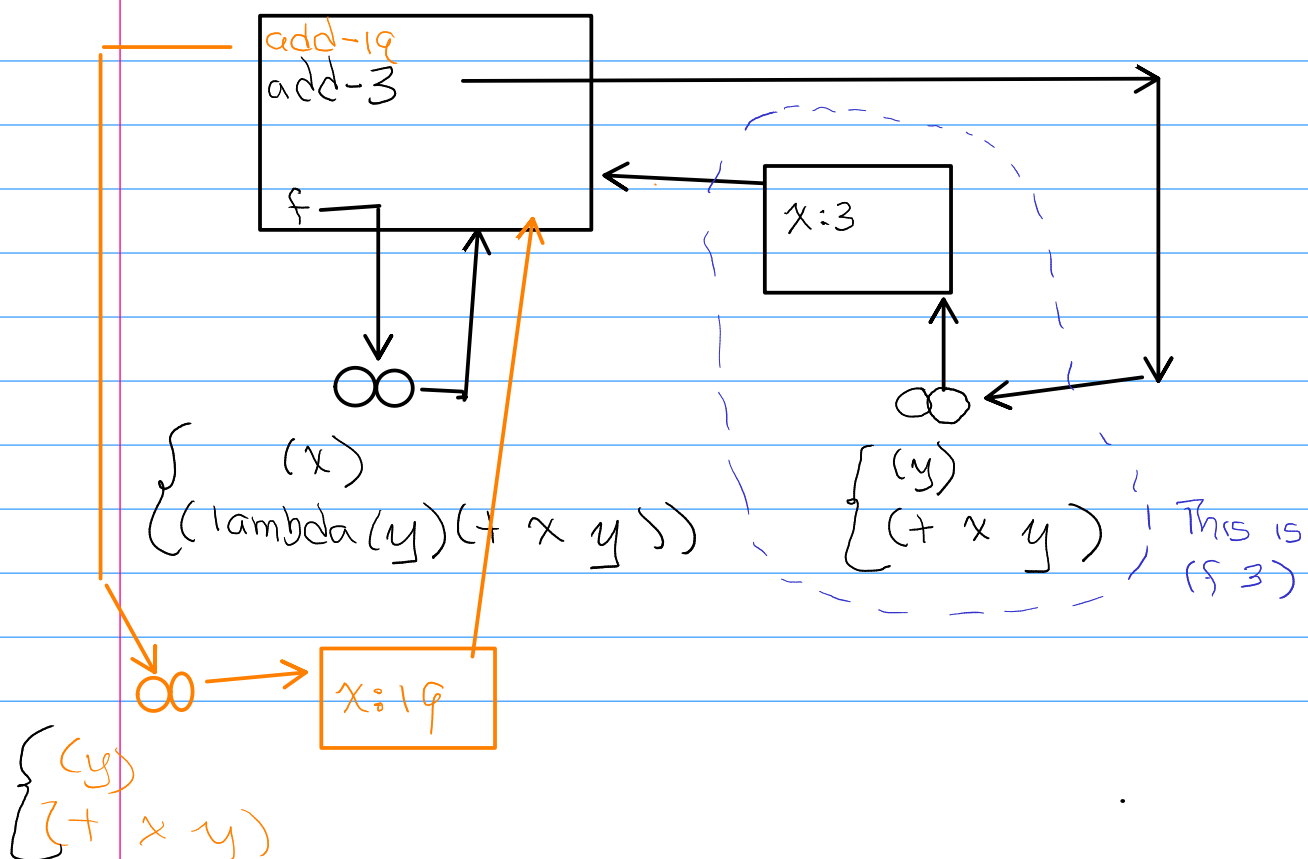 add-19
add-3
f
x:3
(x)
(lambda(y)(+ x y))
(y)
(+ x y)
This is
(f 3)
x:19
(y)
(+ x y)